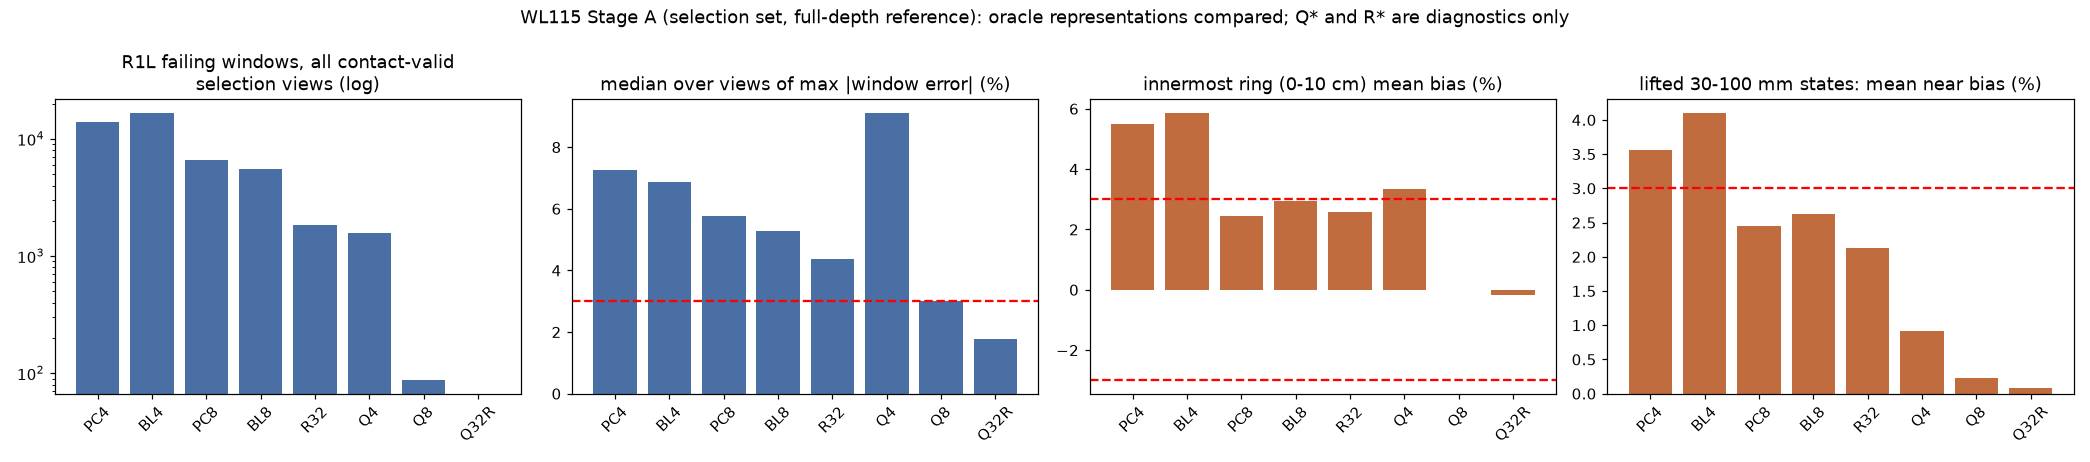 WL115 Stage A (selection set, full-depth reference): oracle representations compared; Q* and R* are diagnostics only
R1L failing windows, all contact-valid
selection views (log)
10^4
10^3
10^2
PC4 BL4 PC8 BL8 R32 Q4 Q8 Q32R
median over views of max |window error| (%)
8
6
4
2
0
PC4 BL4 PC8 BL8 R32 Q4 Q8 Q32R
innermost ring (0-10 cm) mean bias (%)
6
4
2
0
−2
PC4 BL4 PC8 BL8 R32 Q4 Q8 Q32R
lifted 30-100 mm states: mean near bias (%)
4.0
3.5
3.0
2.5
2.0
1.5
1.0
0.5
0.0
PC4 BL4 PC8 BL8 R32 Q4 Q8 Q32R